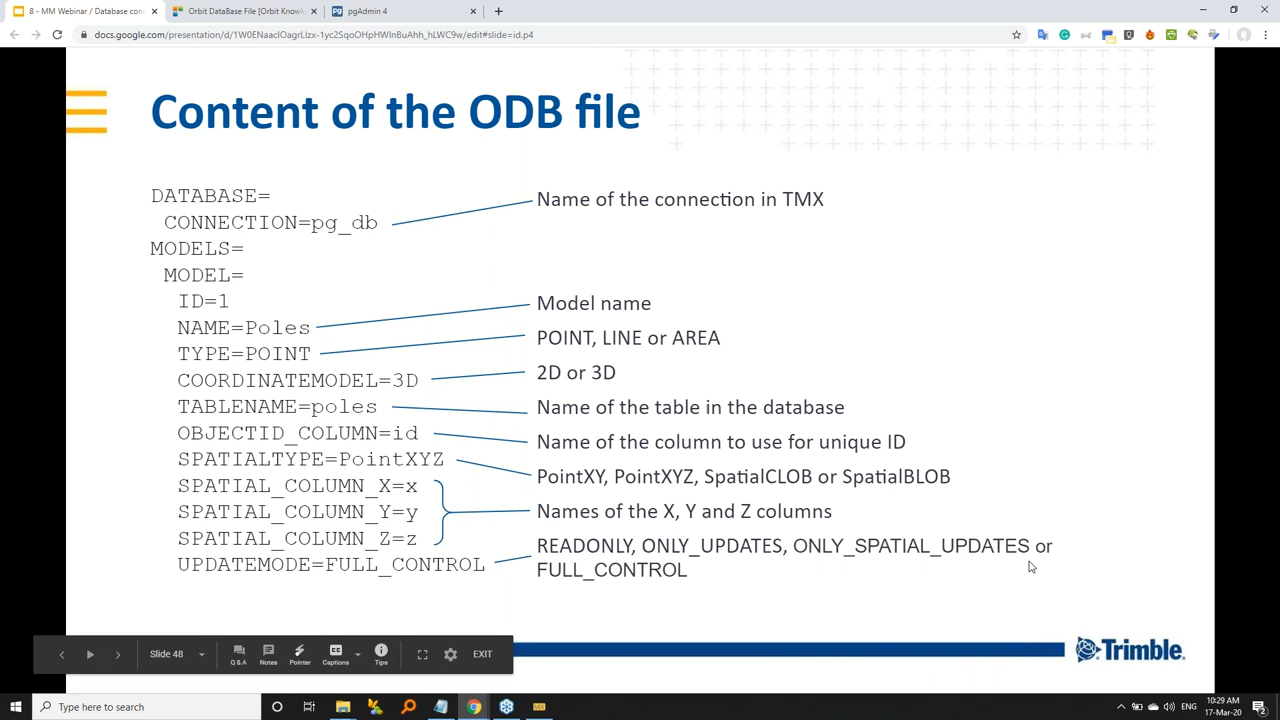 8 - MM Webinar / Database con
Orbit DataBase File [Orbit Knowle
pgAdmin 4
docs.google.com/presentation/d/1W0ENaacIOagrLIzx-1yc2SqoOHpHWInBuAhh_hLWC9w/edit#slide=id.p4
Content of the ODB file
DATABASE=
CONNECTION=pg_db
Name of the connection in TMX
MODELS=
MODEL=
ID=1
NAME=Poles
Model name
TYPE=POINT
POINT, LINE or AREA
COORDINATEMODEL=3D
2D or 3D
TABLENAME=poles
Name of the table in the database
OBJECTID_COLUMN=id
Name of the column to use for unique ID
SPATIALTYPE=PointXYZ
PointXY, PointXYZ, SpatialCLOB or SpatialBLOB
SPATIAL_COLUMN_X=x
SPATIAL_COLUMN_Y=y
SPATIAL_COLUMN_Z=z
Names of the X, Y and Z columns
UPDATEMODE=FULL_CONTROL
READONLY, ONLY_UPDATES, ONLY_SPATIAL_UPDATES or
FULL_CONTROL
Slide 48
Q & A
Notes
Pointer
Captions
Tips
EXIT
Trimble
Type here to search
ENG
10:29 AM
17-Mar-20
2